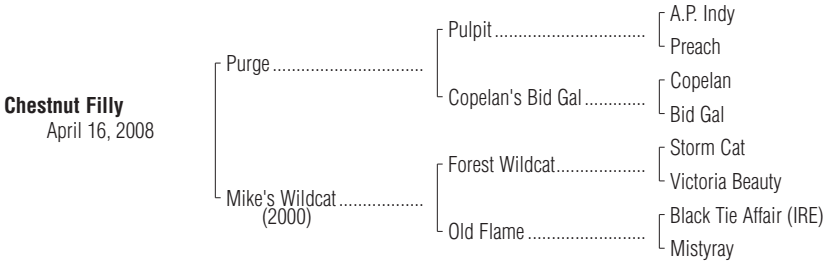 A.P. Indy
Pulpit
Preach
Purge
Copelan
Copelan's Bid Gal
Bid Gal
Chestnut Filly
April 16, 2008
Storm Cat
Forest Wildcat
Victoria Beauty
Mike's Wildcat
(2000)
Black Tie Affair (IRE)
Old Flame
Mistyray